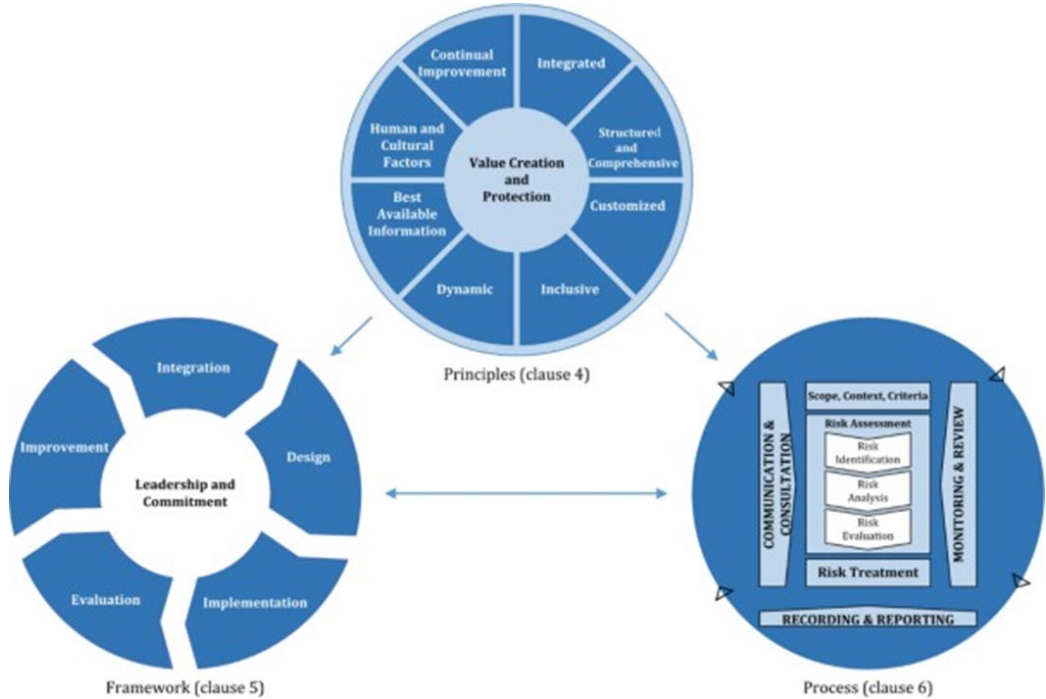 Continual
Improvement
Integrated
Human and
Cultural
Factors
Structured
and
Comprehensive
Value Creation
and
Protection
Best
Available
Information
Customized
Dynamic
Inclusive
Principles (clause 4)
Integration
Improvement
Design
Leadership and
Commitment
Evaluation
Implementation
Framework (clause 5)
Scope, Context, Criteria
Risk Assessment
Risk
Identification
Risk
Analysis
Risk
Evaluation
Risk Treatment
COMMUNICATION &
CONSULTATION
MONITORING & REVIEW
RECORDING & REPORTING
Process (clause 6)